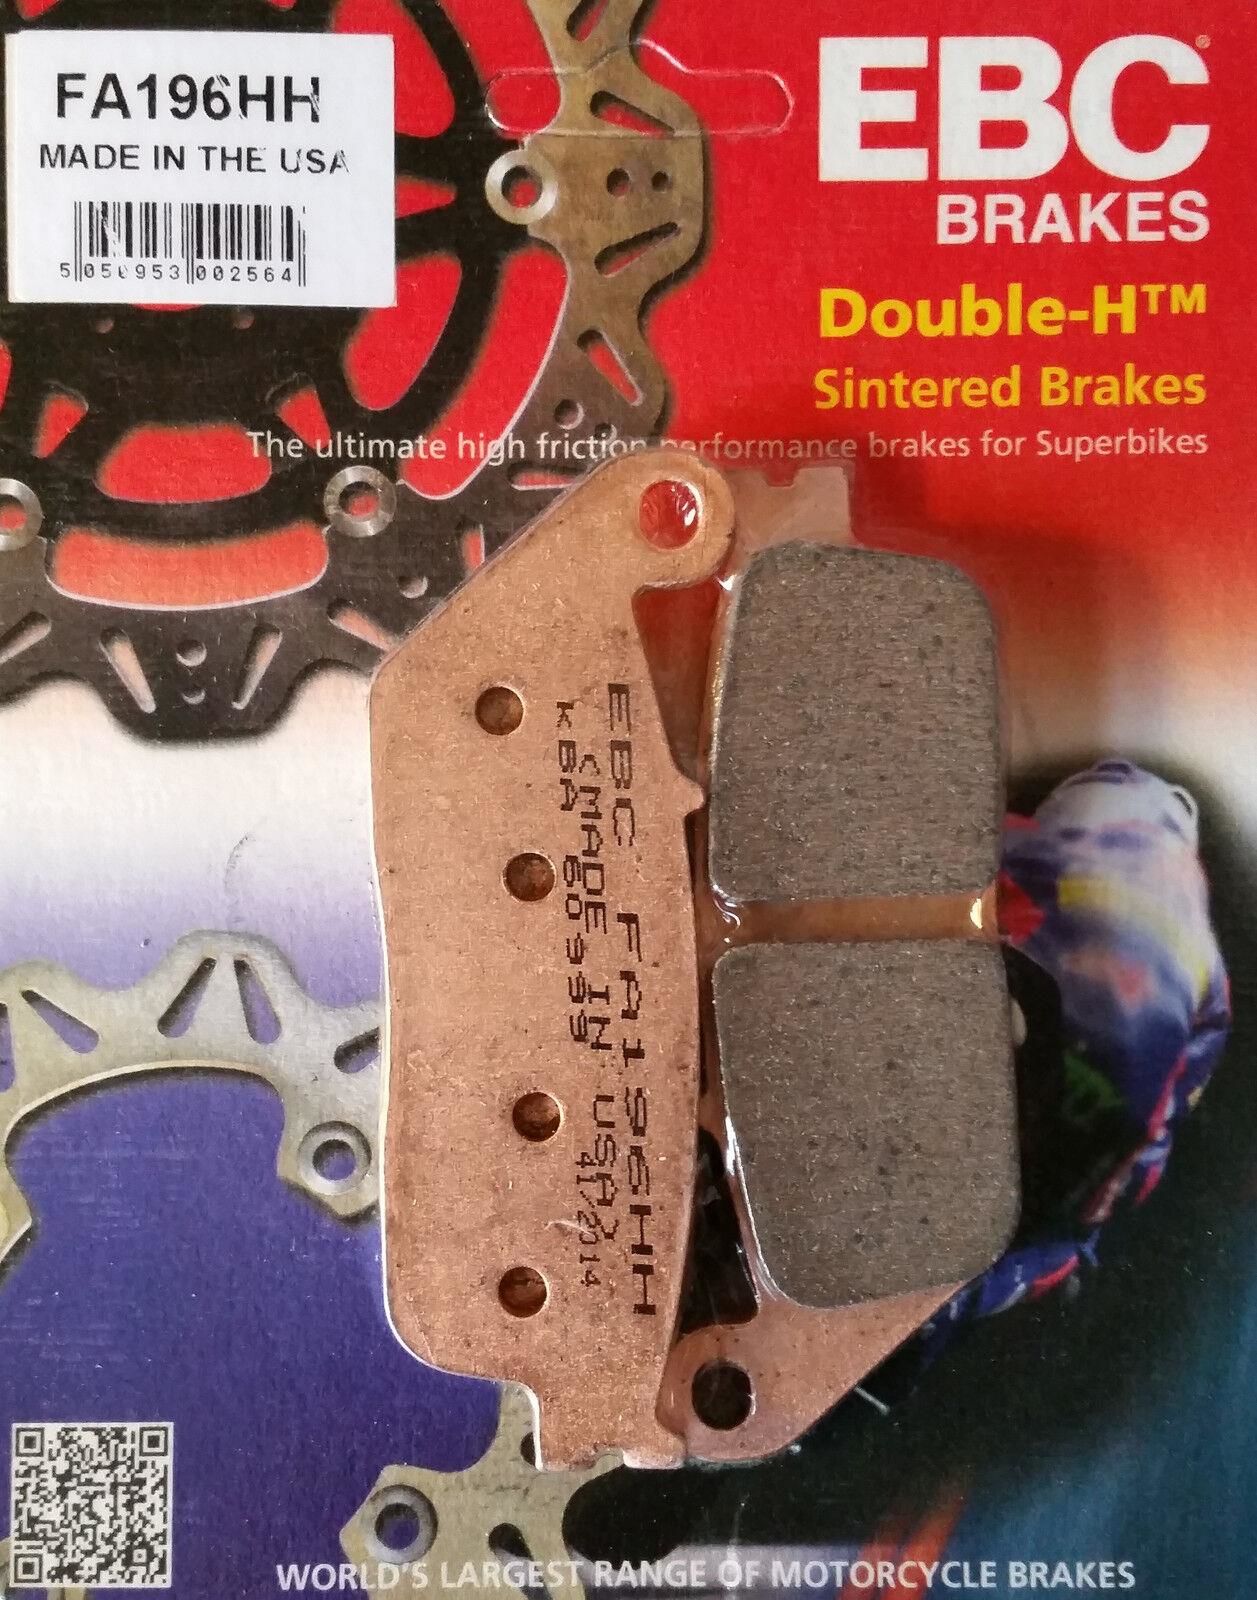 FA196HH
MADE IN THE USA
5 050953 002564
EBC
BRAKES
Double-H™
Sintered Brakes
The ultimate high friction performance brakes for Superbikes
EBC FA196HH
<MADE IN USA>
KBA 60999
41/2014
WORLD'S LARGEST RANGE OF MOTORCYCLE BRAKES